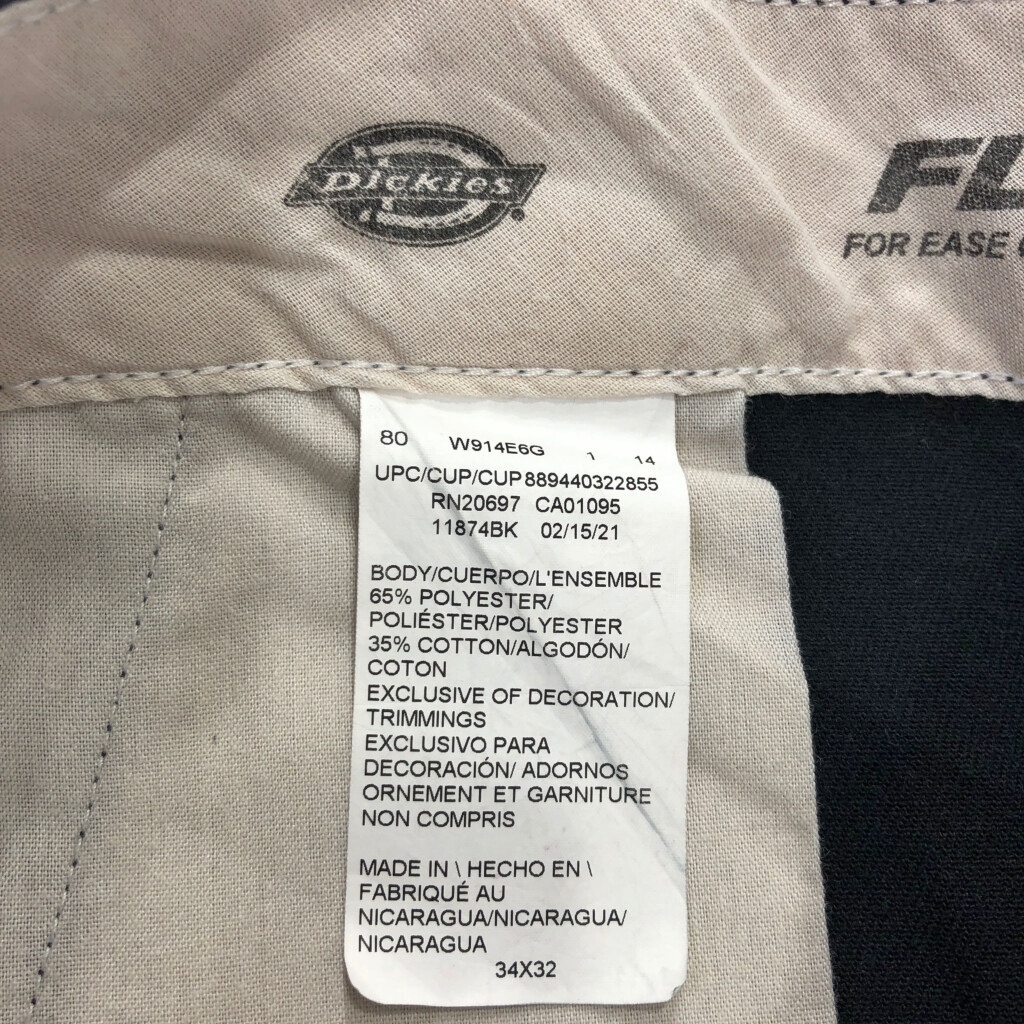 Dickies
FL
FOR EASE
80 W914E6G 1 14
UPC/CUP/CUP 889440322855
RN20697 CA01095
11874BK 02/15/21
BODY/CUERPO/L'ENSEMBLE
65% POLYESTER/
POLIÉSTER/POLYESTER
35% COTTON/ALGODÓN/
COTON
EXCLUSIVE OF DECORATION/
TRIMMINGS
EXCLUSIVO PARA
DECORACIÓN/ ADORNOS
ORNEMENT ET GARNITURE
NON COMPRIS
MADE IN \ HECHO EN \
FABRIQUÉ AU
NICARAGUA/NICARAGUA/
NICARAGUA
34X32